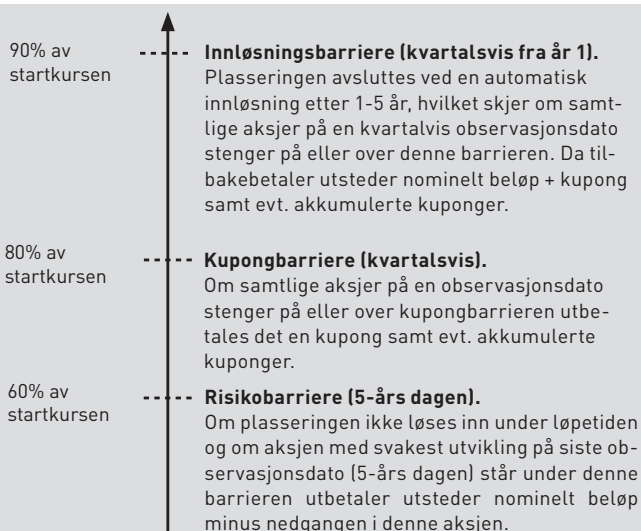 90% av
startkursen
Innløsningsbarriere (kvartalsvis fra år 1).
Plasseringen avsluttes ved en automatisk
innløsning etter 1-5 år, hvilket skjer om samt-
lige aksjer på en kvartalvis observasjonsdato
stenger på eller over denne barrieren. Da til-
bakebetaler utsteder nominelt beløp + kupong
samt evt. akkumulerte kuponger.
80% av
startkursen
Kupongbarriere (kvartalsvis).
Om samtlige aksjer på en observasjonsdato
stenger på eller over kupongbarrieren utbe-
tales det en kupong samt evt. akkumulerte
kuponger.
60% av
startkursen
Risikobarriere (5-års dagen).
Om plasseringen ikke løses inn under løpetiden
og om aksjen med svakest utvikling på siste ob-
servasjonsdato (5-års dagen) står under denne
barrieren utbetaler utsteder nominelt beløp
minus nedgangen i denne aksjen.